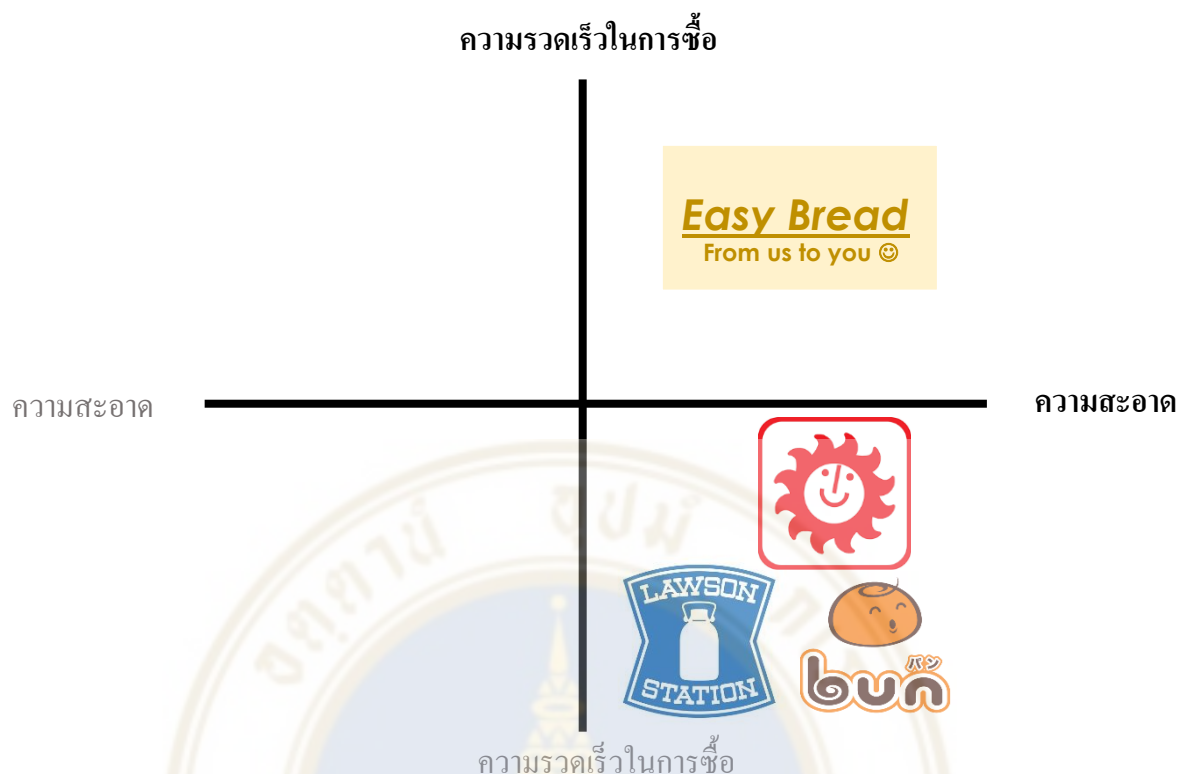 ความรวดเร็วในการซื้อ
Easy Bread
From us to you ☺
ความสะอาด
ความสะอาด
LAWSON
STATION
パン
bun
ความรวดเร็วในการซื้อ